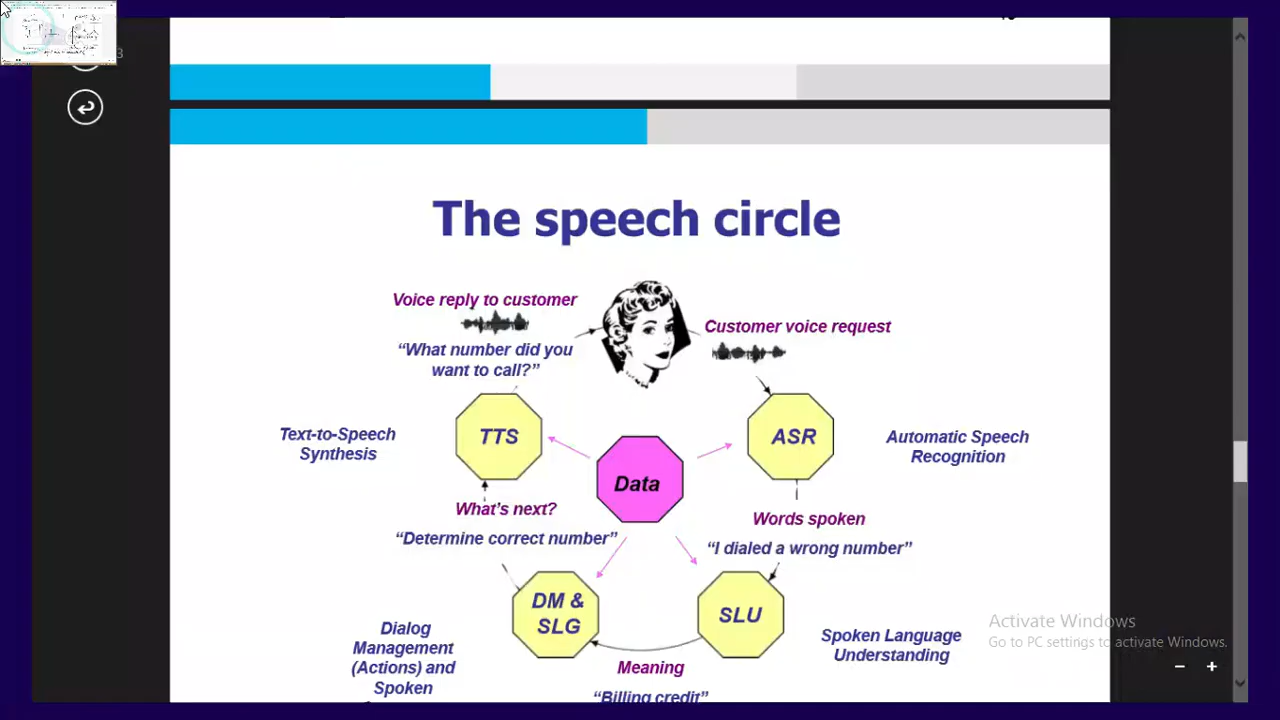 The speech circle
Voice reply to customer
Customer voice request
“What number did you
want to call?”
TTS
ASR
Text-to-Speech
Synthesis
Automatic Speech
Recognition
Data
What’s next?
“Determine correct number”
Words spoken
“I dialed a wrong number”
DM &
SLG
SLU
Dialog
Management
(Actions) and
Spoken
Spoken Language
Understanding
Meaning
“Billing credit”
Activate Windows
Go to PC settings to activate Windows.